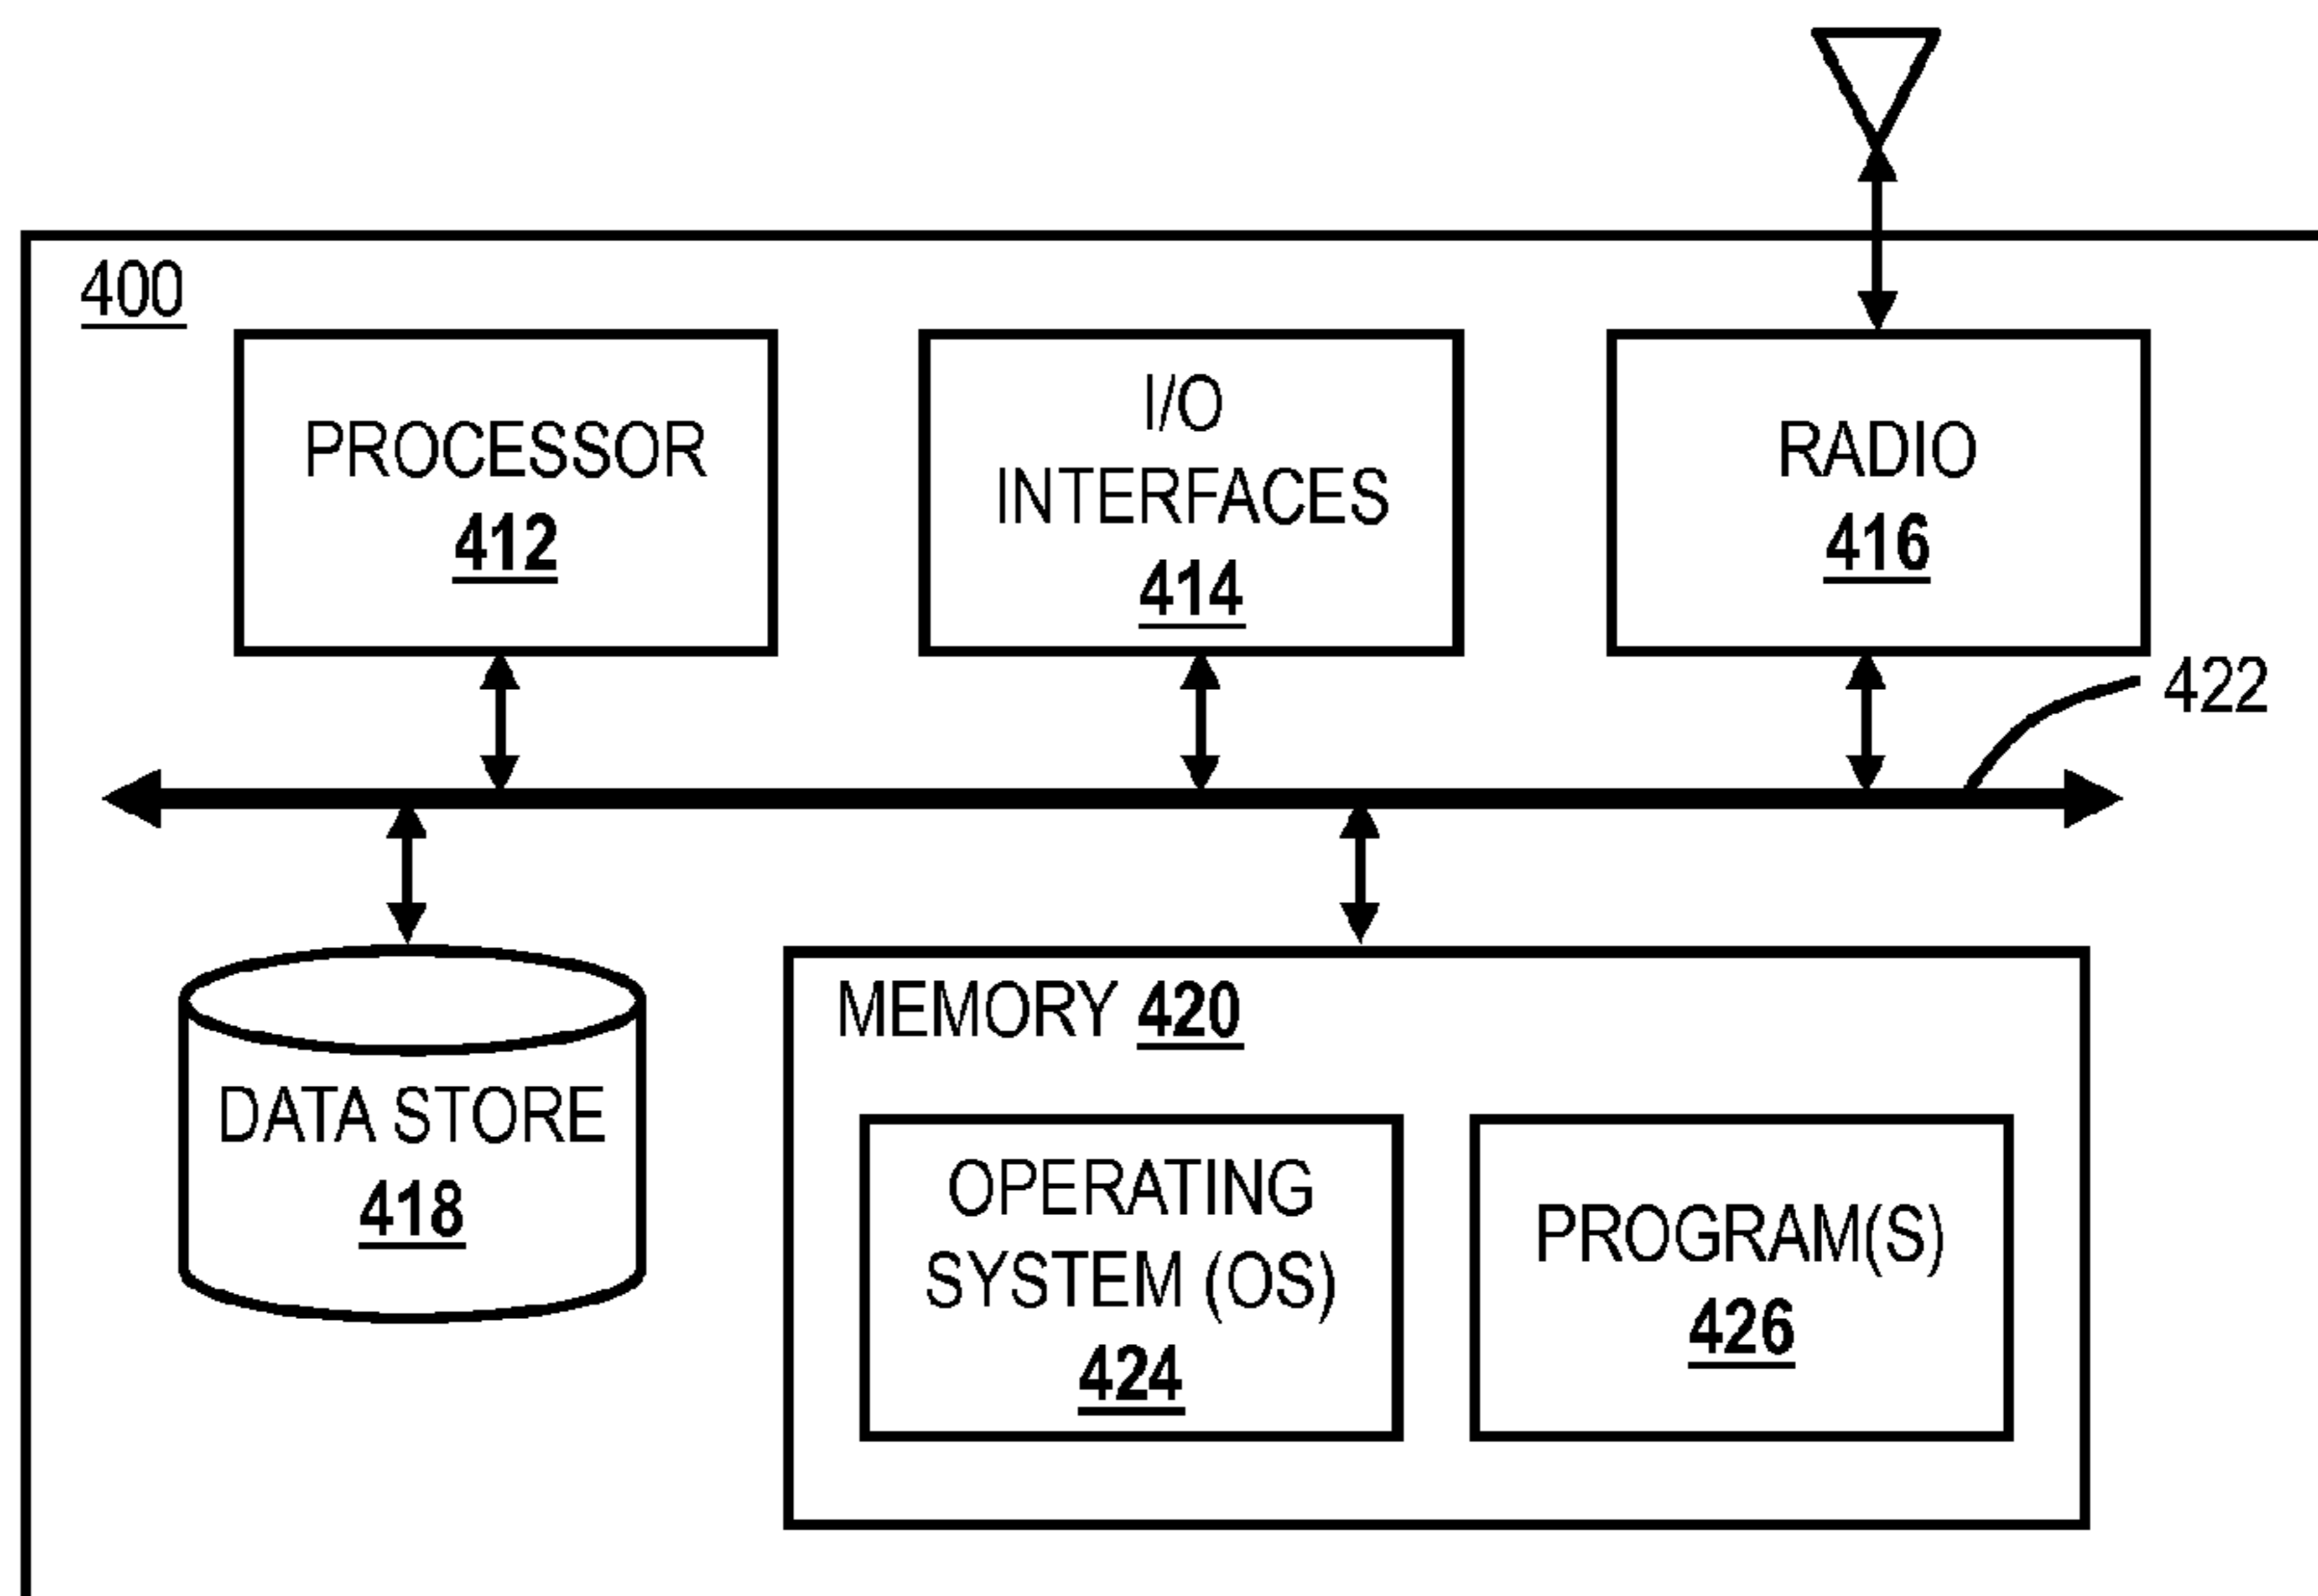 400
PROCESSOR
412
I/O
INTERFACES
414
RADIO
416
422
DATA STORE
418
MEMORY 420
OPERATING
SYSTEM (OS)
424
PROGRAM(S)
426